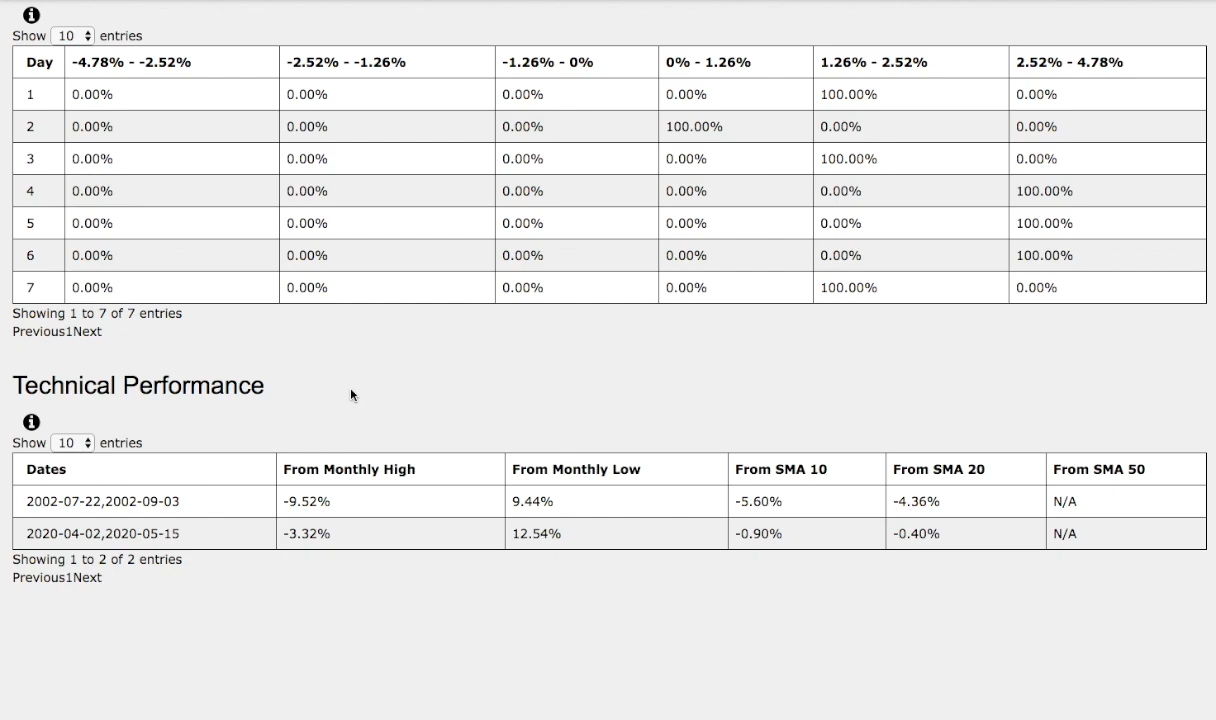 Show 10 entries
Day -4.78% - -2.52% -2.52% - -1.26% -1.26% - 0% 0% - 1.26% 1.26% - 2.52% 2.52% - 4.78%
1 0.00% 0.00% 0.00% 0.00% 100.00% 0.00%
2 0.00% 0.00% 0.00% 100.00% 0.00% 0.00%
3 0.00% 0.00% 0.00% 0.00% 100.00% 0.00%
4 0.00% 0.00% 0.00% 0.00% 0.00% 100.00%
5 0.00% 0.00% 0.00% 0.00% 0.00% 100.00%
6 0.00% 0.00% 0.00% 0.00% 0.00% 100.00%
7 0.00% 0.00% 0.00% 0.00% 100.00% 0.00%
Showing 1 to 7 of 7 entries
Previous1Next
Technical Performance
Show 10 entries
Dates From Monthly High From Monthly Low From SMA 10 From SMA 20 From SMA 50
2002-07-22,2002-09-03 -9.52% 9.44% -5.60% -4.36% N/A
2020-04-02,2020-05-15 -3.32% 12.54% -0.90% -0.40% N/A
Showing 1 to 2 of 2 entries
Previous1Next